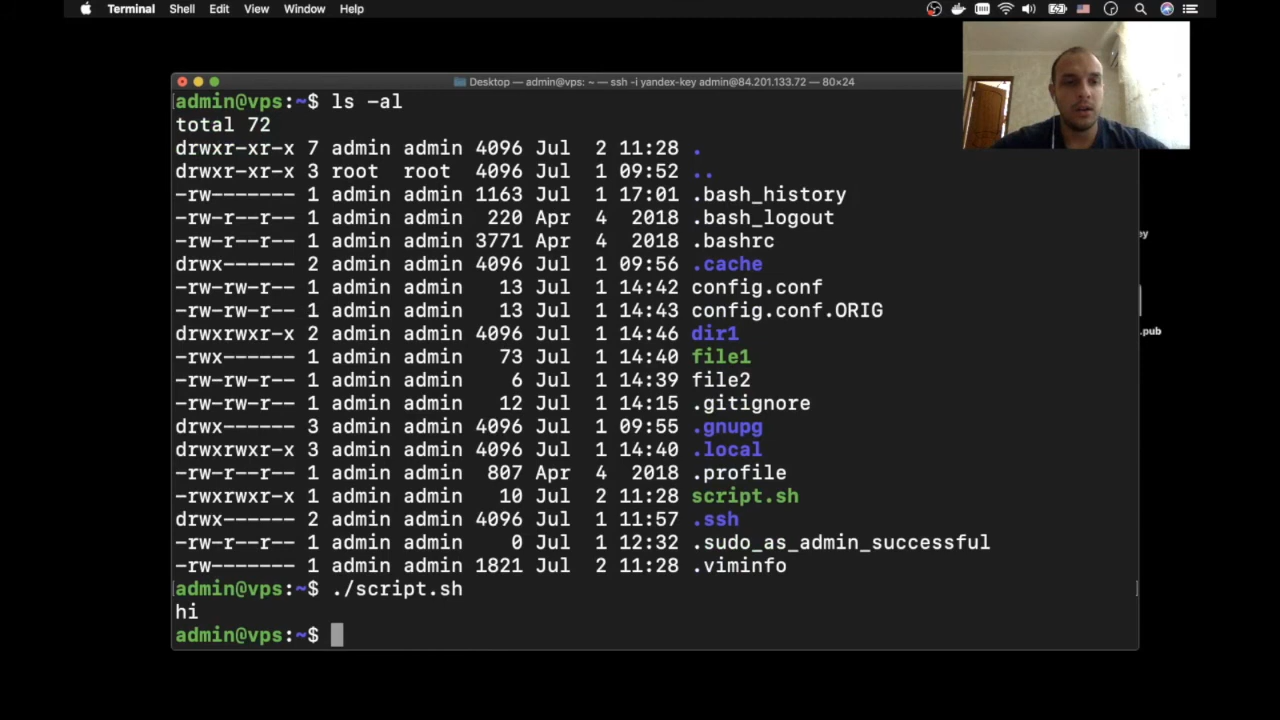 Terminal Shell Edit View Window Help
Desktop — admin@vps: ~ — ssh -i yandex-key admin@84.201.133.72 — 80×24
admin@vps:~$ ls -al
total 72
drwxr-xr-x 7 admin admin 4096 Jul  2 11:28 .
drwxr-xr-x 3 root  root  4096 Jul  1 09:52 ..
-rw------- 1 admin admin 1163 Jul  1 17:01 .bash_history
-rw-r--r-- 1 admin admin  220 Apr  4  2018 .bash_logout
-rw-r--r-- 1 admin admin 3771 Apr  4  2018 .bashrc
drwx------ 2 admin admin 4096 Jul  1 09:56 .cache
-rw-rw-r-- 1 admin admin   13 Jul  1 14:42 config.conf
-rw-rw-r-- 1 admin admin   13 Jul  1 14:43 config.conf.ORIG
drwxrwxr-x 2 admin admin 4096 Jul  1 14:46 dir1
-rwx------ 1 admin admin   73 Jul  1 14:40 file1
-rw-rw-r-- 1 admin admin    6 Jul  1 14:39 file2
-rw-rw-r-- 1 admin admin   12 Jul  1 14:15 .gitignore
drwx------ 3 admin admin 4096 Jul  1 09:55 .gnupg
drwxrwxr-x 3 admin admin 4096 Jul  1 14:40 .local
-rw-r--r-- 1 admin admin  807 Apr  4  2018 .profile
-rwxrwxr-x 1 admin admin   10 Jul  2 11:28 script.sh
drwx------ 2 admin admin 4096 Jul  1 11:57 .ssh
-rw-r--r-- 1 admin admin    0 Jul  1 12:32 .sudo_as_admin_successful
-rw------- 1 admin admin 1821 Jul  2 11:28 .viminfo
admin@vps:~$ ./script.sh
hi
admin@vps:~$
ey
.pub